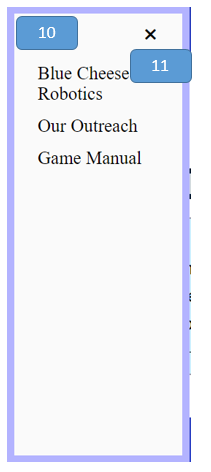 10
×
11
Blue Cheese
Robotics
Our Outreach
Game Manual